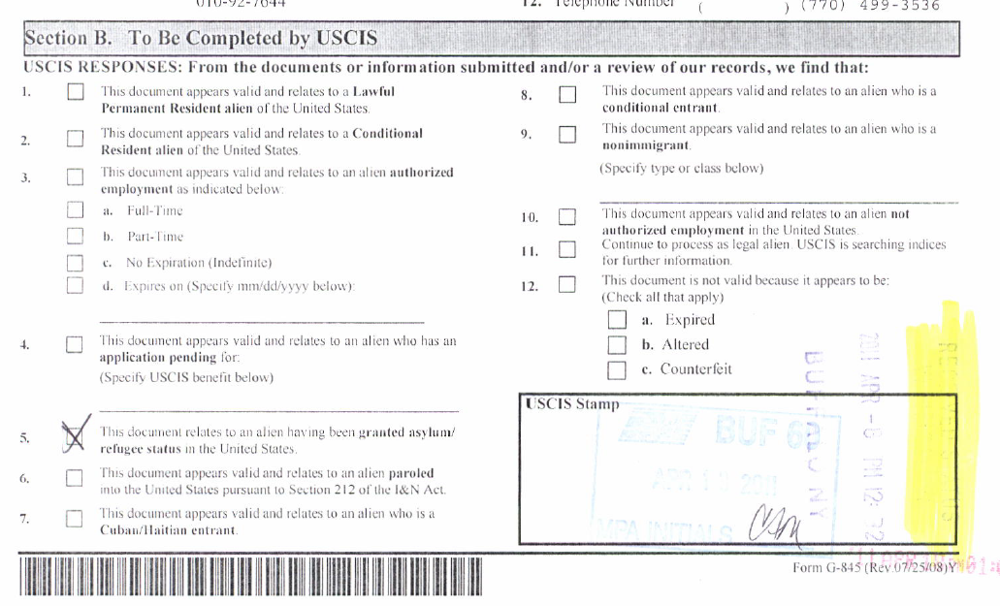 010-92-7644
12. Telephone Number ( ) (770) 499-3536
Section B. To Be Completed by USCIS
USCIS RESPONSES: From the documents or information submitted and/or a review of our records, we find that:
1. This document appears valid and relates to a Lawful
Permanent Resident alien of the United States.
2. This document appears valid and relates to a Conditional
Resident alien of the United States.
3. This document appears valid and relates to an alien authorized
employment as indicated below:
a. Full-Time
b. Part-Time
c. No Expiration (Indefinite)
d. Expires on (Specify mm/dd/yyyy below):
4. This document appears valid and relates to an alien who has an
application pending for:
(Specify USCIS benefit below)
5. This document relates to an alien having been granted asylum/
refugee status in the United States.
6. This document appears valid and relates to an alien paroled
into the United States pursuant to Section 212 of the I&N Act.
7. This document appears valid and relates to an alien who is a
Cuban/Haitian entrant.
8. This document appears valid and relates to an alien who is a
conditional entrant.
9. This document appears valid and relates to an alien who is a
nonimmigrant.
(Specify type or class below)
10. This document appears valid and relates to an alien not
authorized employment in the United States.
11. Continue to process as legal alien. USCIS is searching indices
for further information.
12. This document is not valid because it appears to be:
(Check all that apply)
a. Expired
b. Altered
c. Counterfeit
USCIS Stamp
BUF 69
APR 2011
MPA INITIALS
BUFFALO NY
2011 APR -6 PM 12:
Form G-845 (Rev.07/25/08)Y